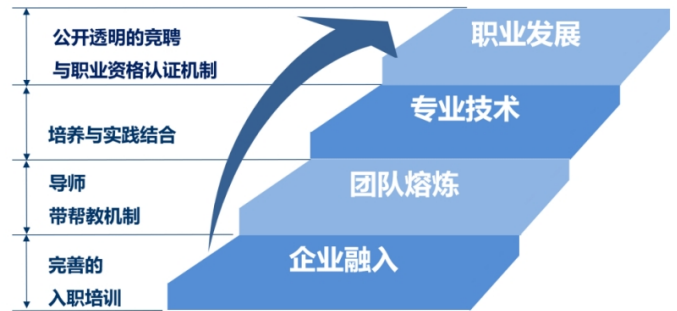 公开透明的竞聘
与职业资格认证机制
职业发展
培养与实践结合
专业技术
导师
带帮教机制
团队熔炼
完善的
入职培训
企业融入